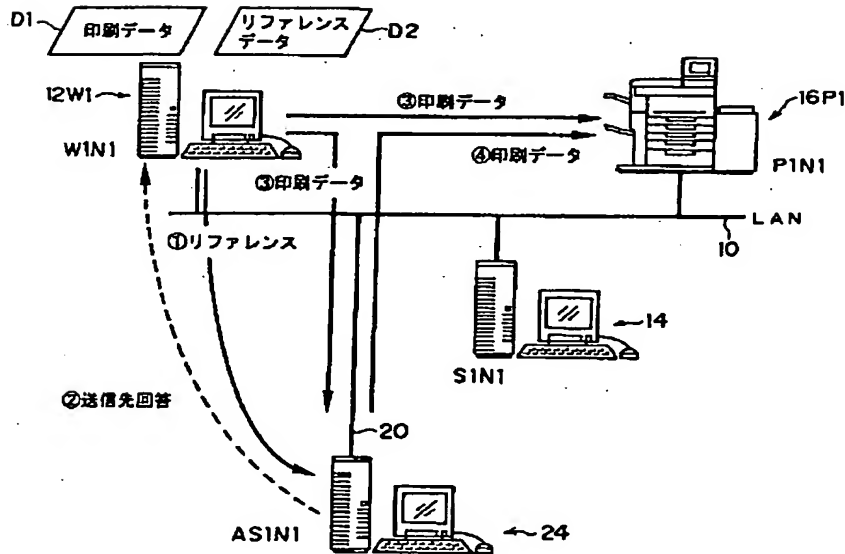 D1
印刷データ
リファレンス
データ
D2
12W1
W1N1
③印刷データ
16P1
P1N1
③印刷データ
④印刷データ
LAN
10
①リファレンス
14
S1N1
②送信先回答
20
AS1N1
24